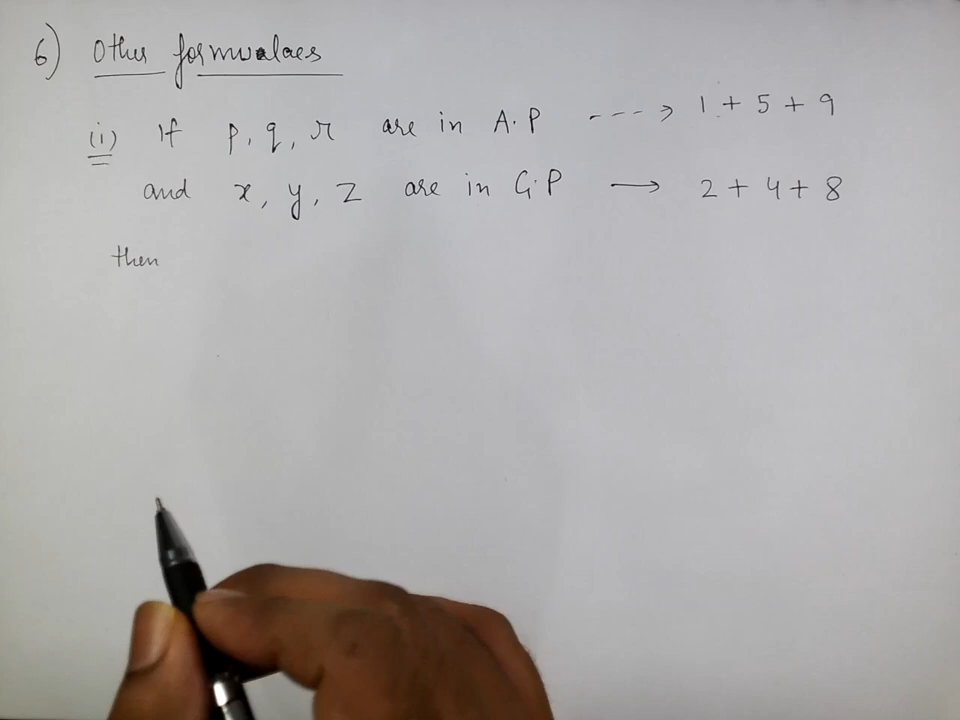 6) Other formulaes
(i) If p, q, r are in A.P ---> 1 + 5 + 9
and x, y, z are in G.P → 2 + 4 + 8
then